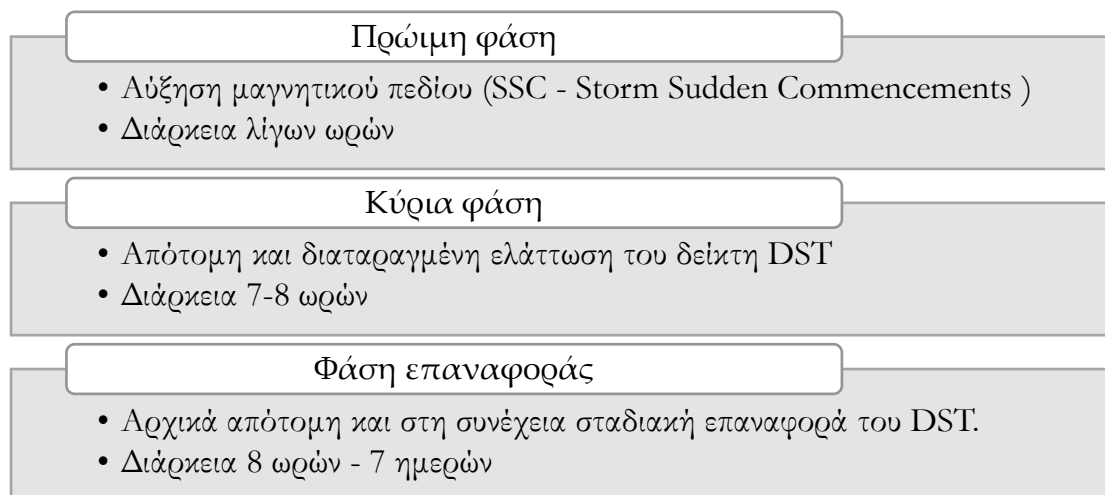 Πρώιμη φάση
• Αύξηση μαγνητικού πεδίου (SSC - Storm Sudden Commencements )
• Διάρκεια λίγων ωρών
Κύρια φάση
• Απότομη και διαταραγμένη ελάττωση του δείκτη DST
• Διάρκεια 7-8 ωρών
Φάση επαναφοράς
• Αρχικά απότομη και στη συνέχεια σταδιακή επαναφορά του DST.
• Διάρκεια 8 ωρών - 7 ημερών